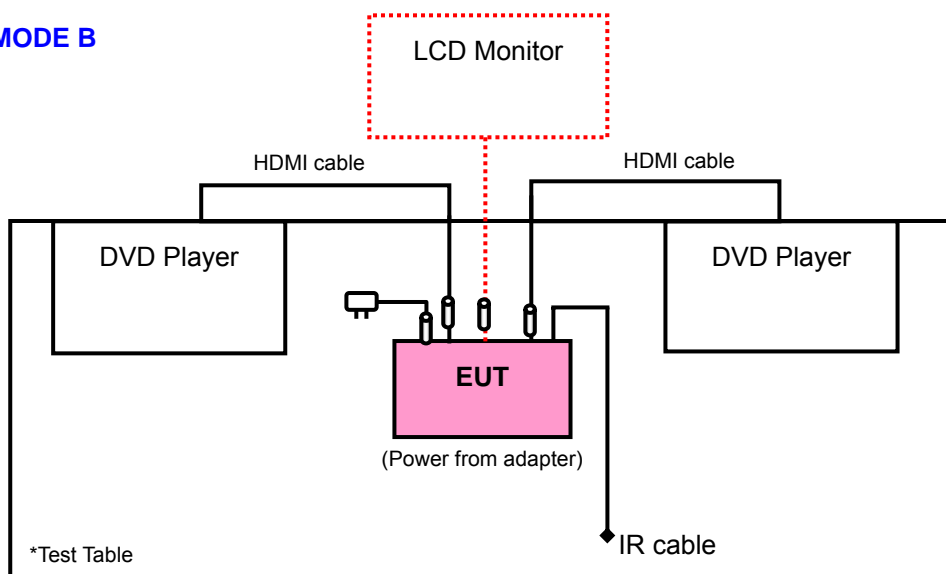 MODE B
LCD Monitor
HDMI cable
HDMI cable
DVD Player
DVD Player
EUT
(Power from adapter)
IR cable
*Test Table